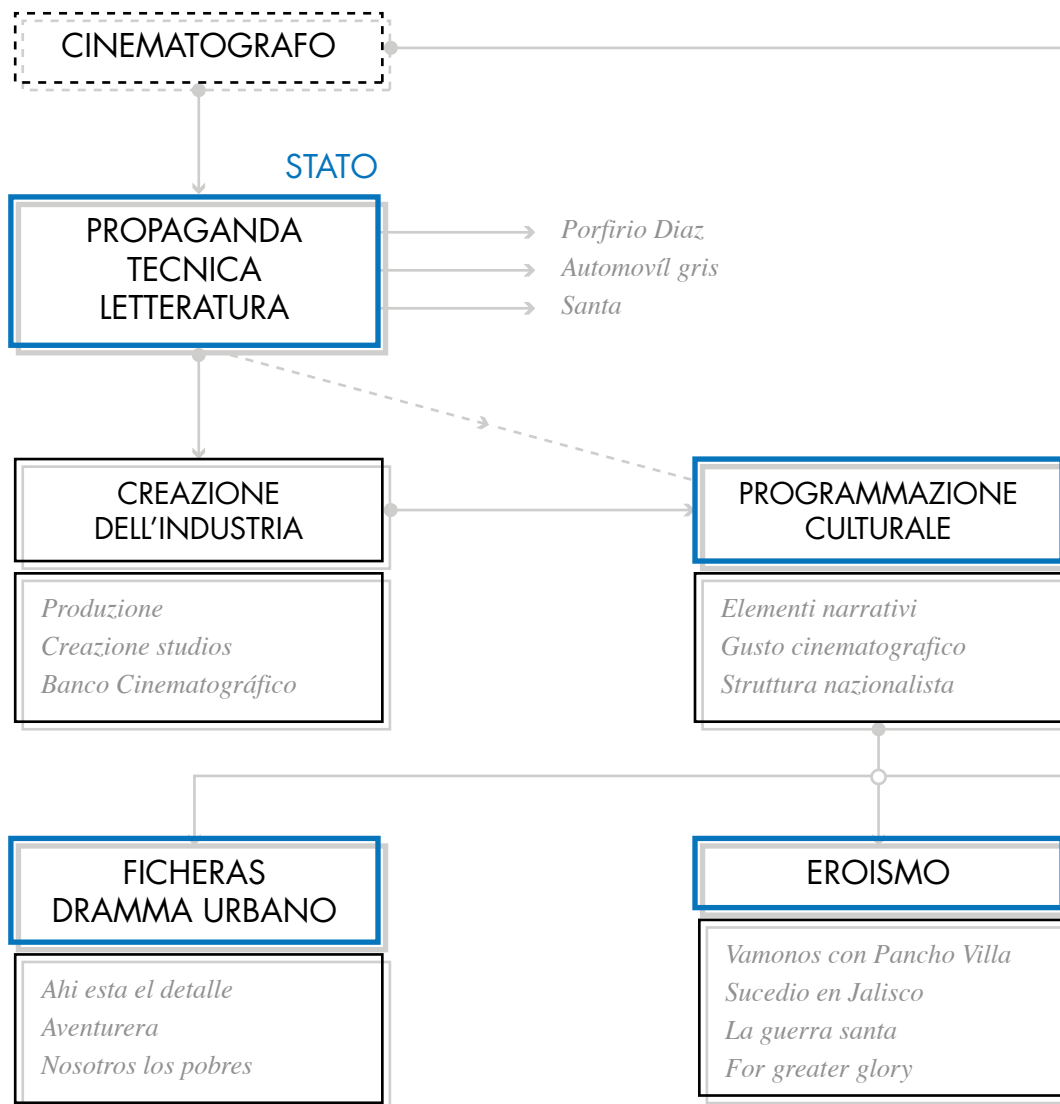 CINEMATOGRAFO
STATO
PROPAGANDA
TECNICA
LETTERATURA
Porfirio Diaz
Automovíl gris
Santa
CREAZIONE
DELL'INDUSTRIA
Produzione
Creazione studios
Banco Cinematográfico
PROGRAMMAZIONE
CULTURALE
Elementi narrativi
Gusto cinematografico
Struttura nazionalista
FICHERAS
DRAMMA URBANO
Ahi esta el detalle
Aventurera
Nosotros los pobres
EROISMO
Vamonos con Pancho Villa
Sucedio en Jalisco
La guerra santa
For greater glory